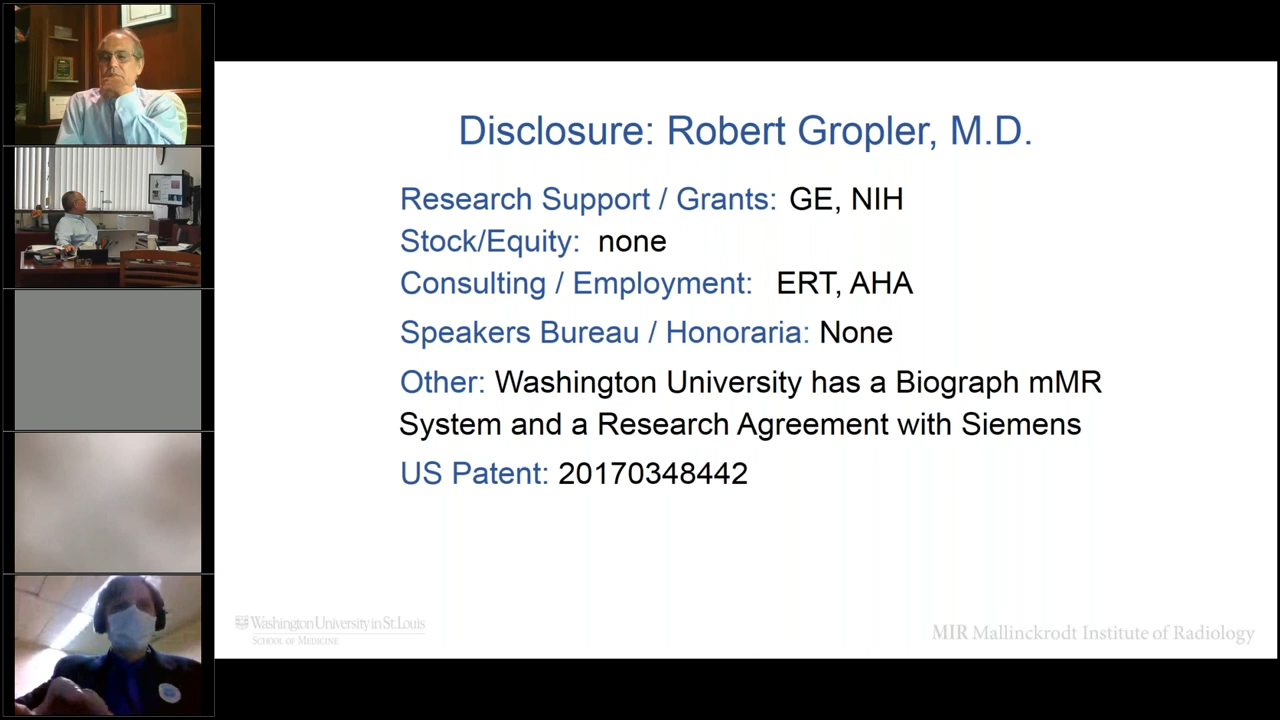 Disclosure: Robert Gropler, M.D.
Research Support / Grants: GE, NIH
Stock/Equity: none
Consulting / Employment: ERT, AHA
Speakers Bureau / Honoraria: None
Other: Washington University has a Biograph mMR
System and a Research Agreement with Siemens
US Patent: 20170348442
Washington University in St. Louis
SCHOOL OF MEDICINE
MIR Mallinckrodt Institute of Radiology